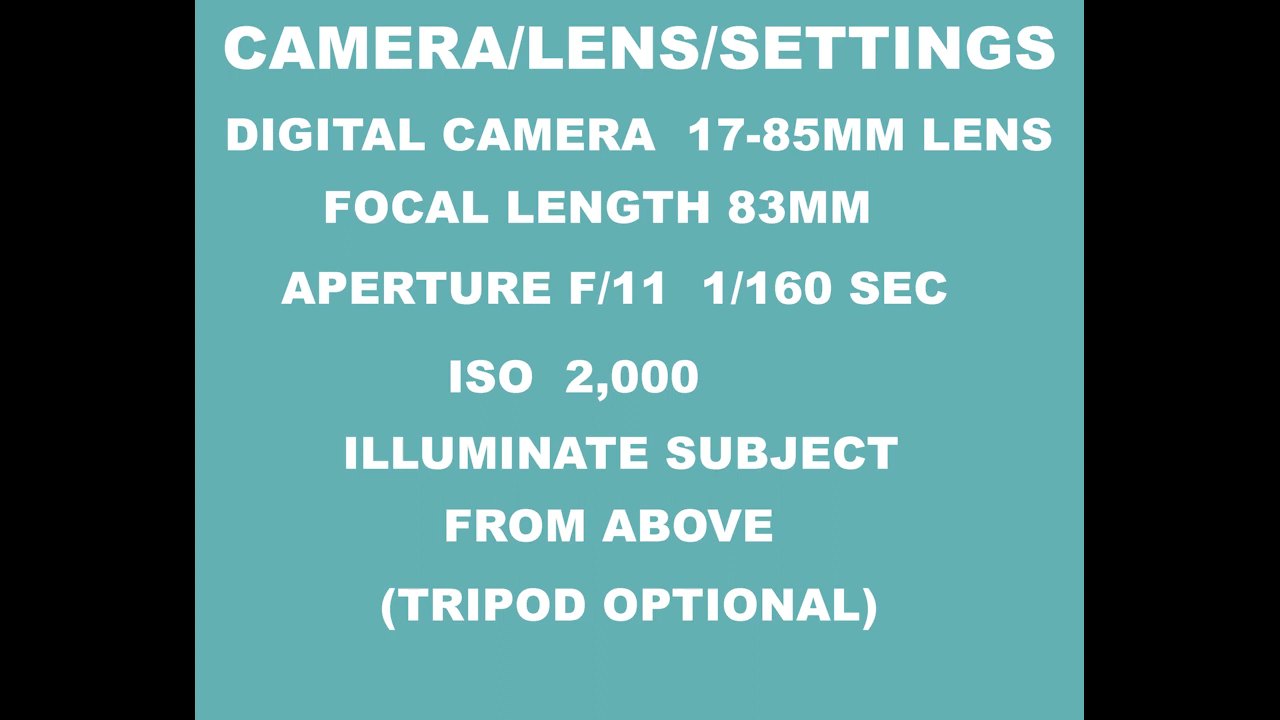 CAMERA/LENS/SETTINGS
DIGITAL CAMERA 17-85MM LENS
FOCAL LENGTH 83MM
APERTURE F/11 1/160 SEC
ISO 2,000
ILLUMINATE SUBJECT
FROM ABOVE
(TRIPOD OPTIONAL)